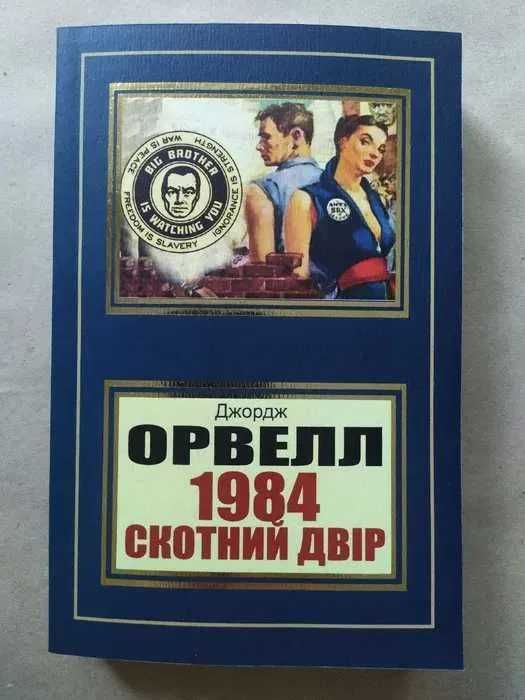 WAR IS PEACE
BIG BROTHER
IS WATCHING YOU
FREEDOM IS SLAVERY
IGNORANCE IS STRENGTH
ANTI
SEX
Джордж
ОРВЕЛЛ
1984
СКОТНИЙ ДВІР